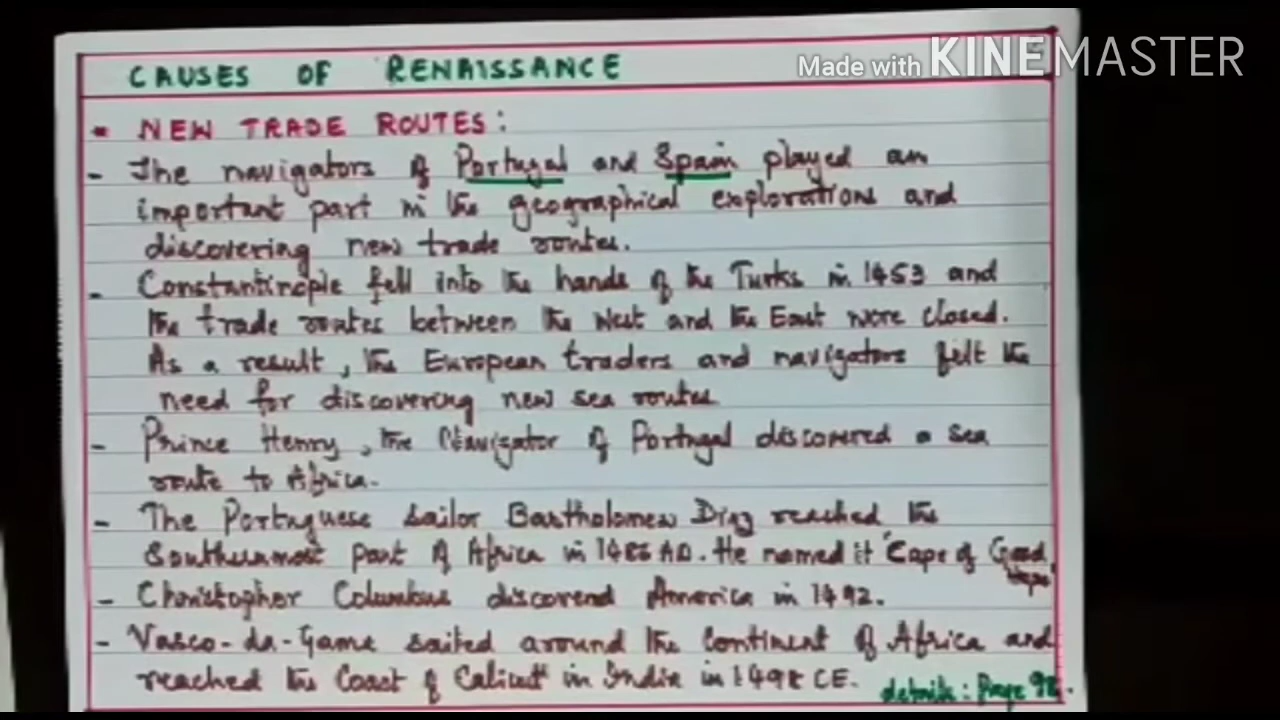 CAUSES OF RENAISSANCE
Made with KINEMASTER
• NEW TRADE ROUTES:
- The navigators of Portugal and Spain played an
important part in the geographical explorations and
discovering new trade routes.
- Constantinople fell into the hands of the Turks in 1453 and
the trade routes between the West and the East were closed.
As a result, the European traders and navigators felt the
need for discovering new sea routes
- Prince Henry, the Navigator of Portugal discovered a sea
route to Africa.
- The Portuguese sailor Bartholomew Diaz reached the
Southernmost part of Africa in AD. He named it 'Cape of Good
Hope'
- Christopher Columbus discovered America in 1492.
- Vasco-da-Gama sailed around the Continent of Africa and
reached the Coast of Calicut in India in 1498 CE.
details: Page